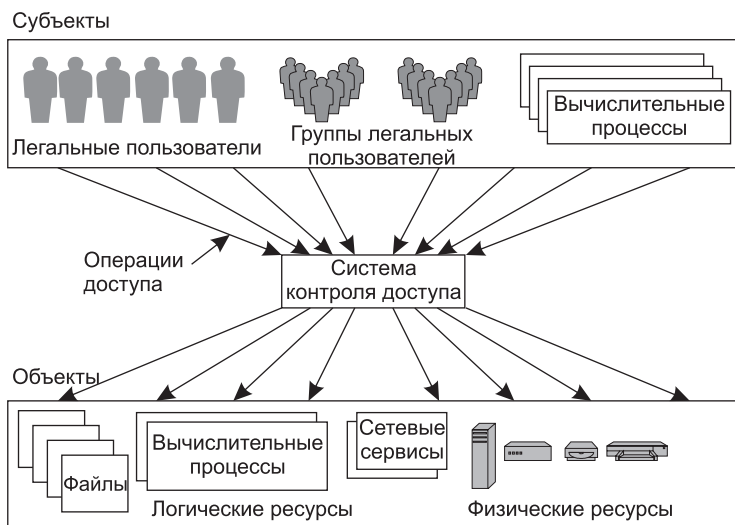 Субъекты
Вычислительные
процессы
Легальные пользователи
Группы легальных
пользователей
Операции
доступа
Система
контроля доступа
Объекты
Файлы
Вычислительные
процессы
Сетевые
сервисы
Логические ресурсы
Физические ресурсы